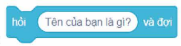 hỏi Tên của bạn là gì? và đợi